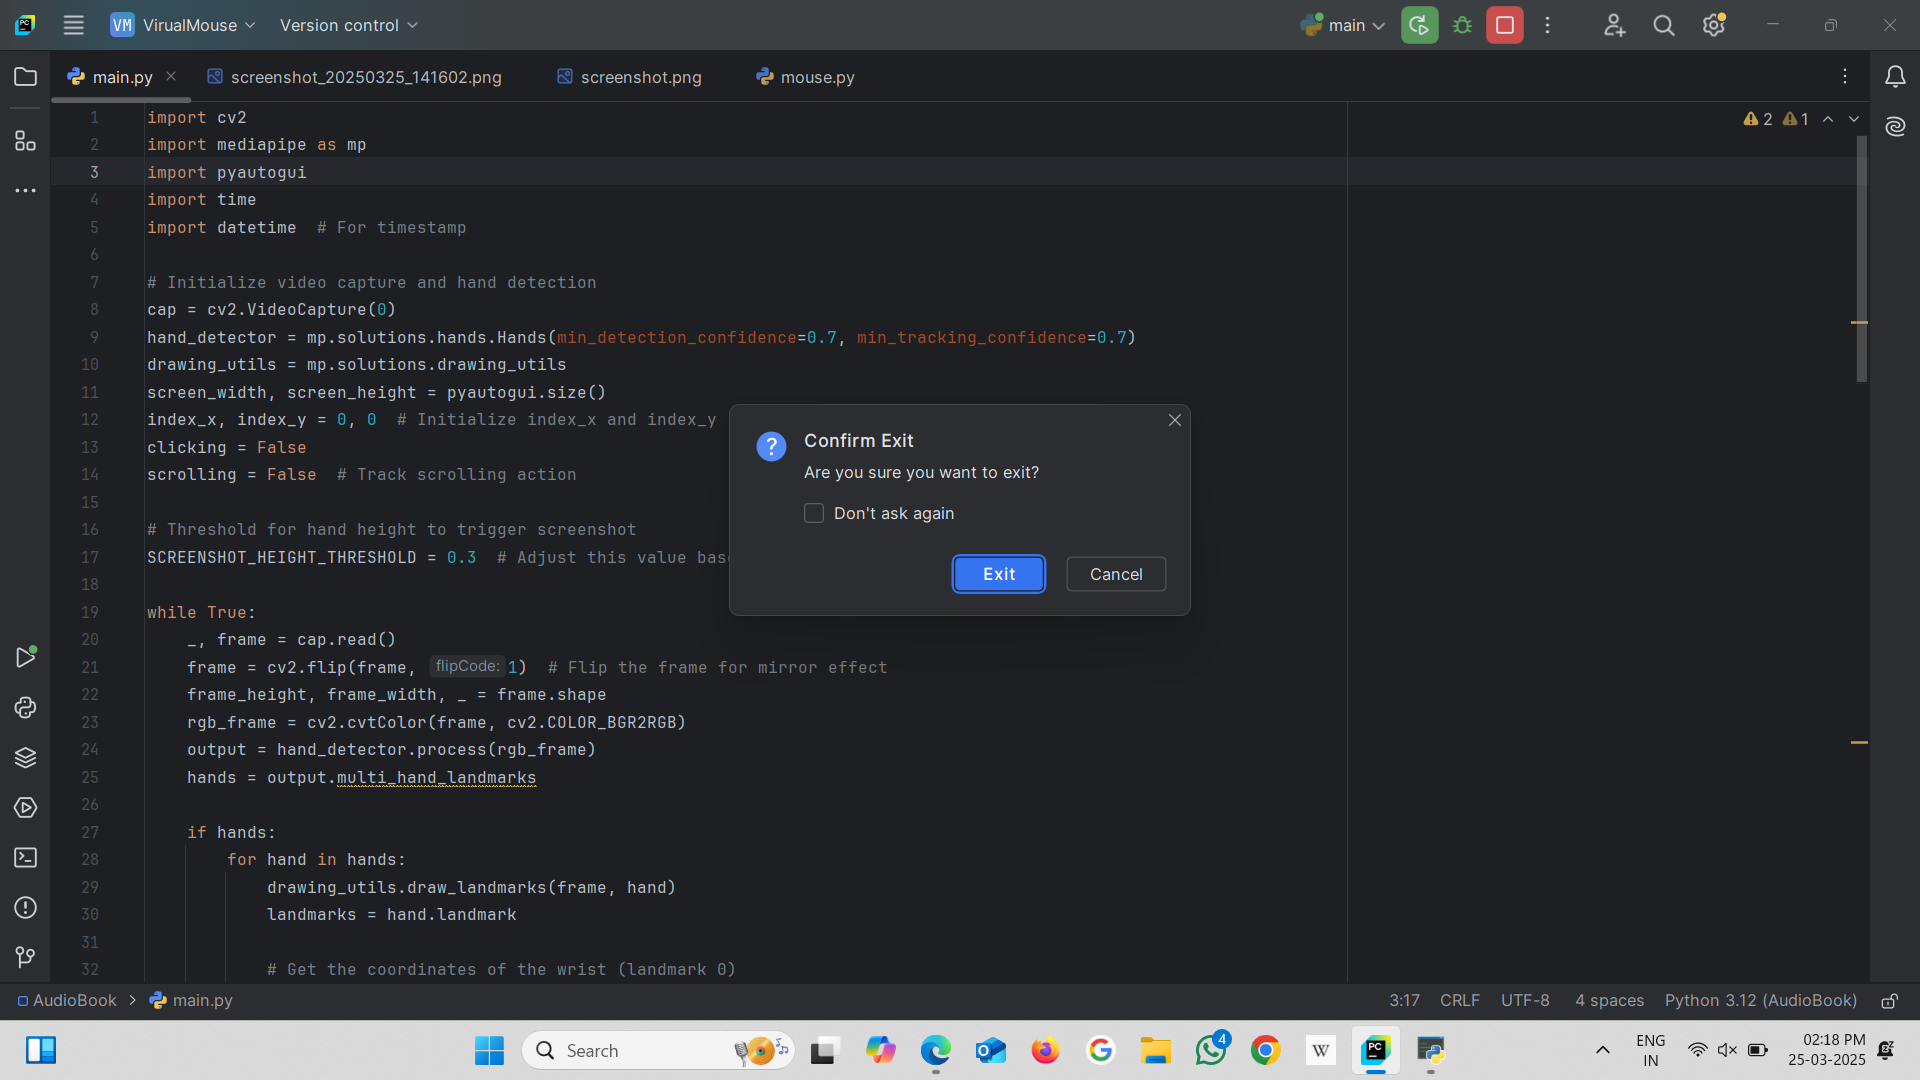 VM VirualMouse Version control main
main.py screenshot_20250325_141602.png screenshot.png mouse.py
2 1
1 import cv2
2 import mediapipe as mp
3 import pyautogui
4 import time
5 import datetime  # For timestamp
6
7 # Initialize video capture and hand detection
8 cap = cv2.VideoCapture(0)
9 hand_detector = mp.solutions.hands.Hands(min_detection_confidence=0.7, min_tracking_confidence=0.7)
10 drawing_utils = mp.solutions.drawing_utils
11 screen_width, screen_height = pyautogui.size()
12 index_x, index_y = 0, 0  # Initialize index_x and index_y
13 clicking = False
14 scrolling = False  # Track scrolling action
15
16 # Threshold for hand height to trigger screenshot
17 SCREENSHOT_HEIGHT_THRESHOLD = 0.3  # Adjust this value bas
18
19 while True:
20 _, frame = cap.read()
21 frame = cv2.flip(frame, flipCode: 1)  # Flip the frame for mirror effect
22 frame_height, frame_width, _ = frame.shape
23 rgb_frame = cv2.cvtColor(frame, cv2.COLOR_BGR2RGB)
24 output = hand_detector.process(rgb_frame)
25 hands = output.multi_hand_landmarks
26
27 if hands:
28 for hand in hands:
29 drawing_utils.draw_landmarks(frame, hand)
30 landmarks = hand.landmark
31
32 # Get the coordinates of the wrist (landmark 0)
Confirm Exit
Are you sure you want to exit?
Don't ask again
Exit Cancel
AudioBook > main.py 3:17 CRLF UTF-8 4 spaces Python 3.12 (AudioBook)
Search
4
W
PC
ENG
IN
02:18 PM
25-03-2025